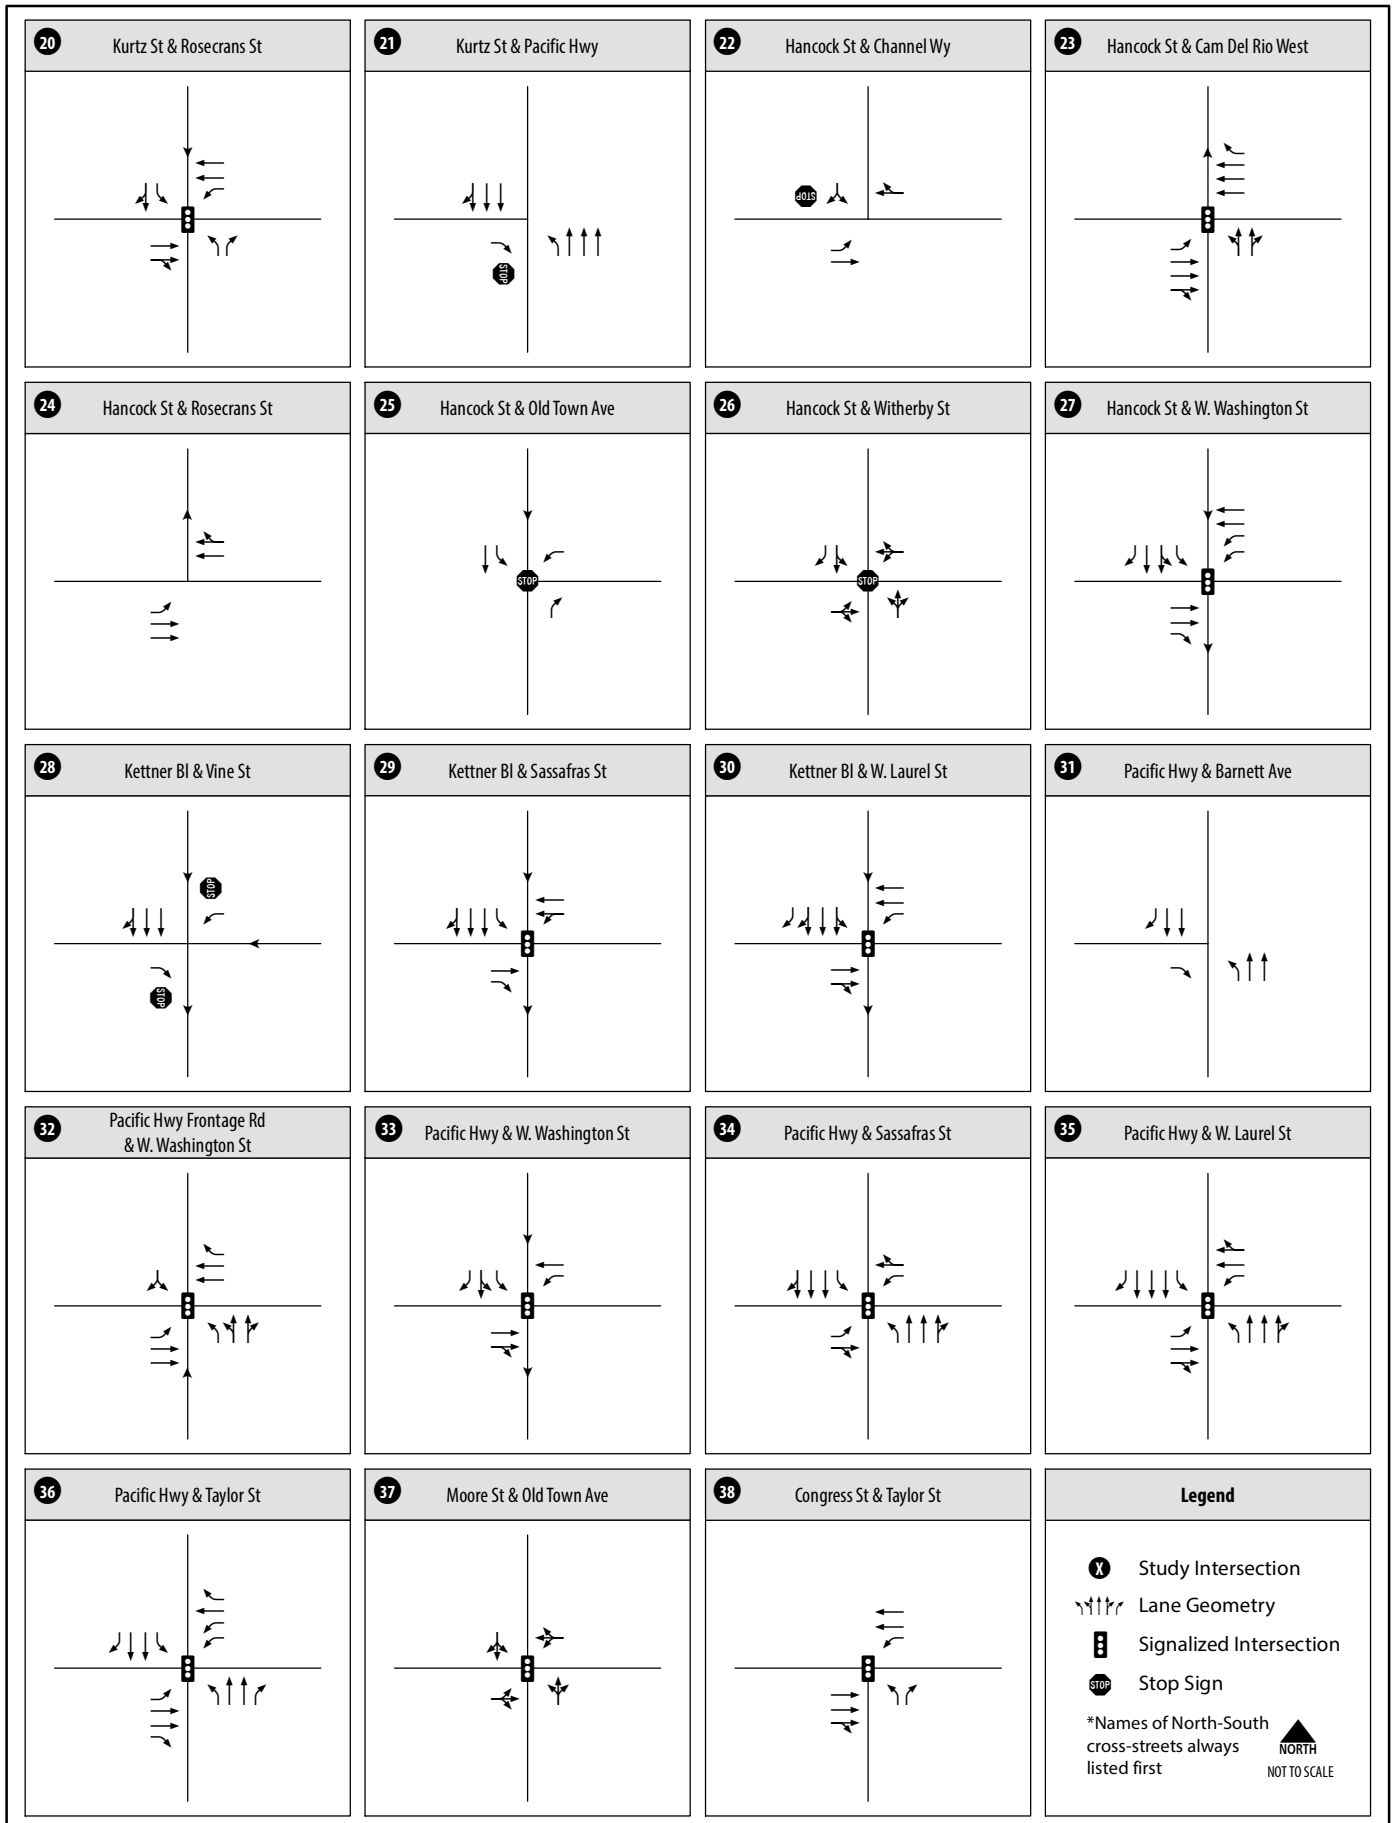 20 Kurtz St & Rosecrans St
21 Kurtz St & Pacific Hwy
22 Hancock St & Channel Wy
23 Hancock St & Cam Del Rio West
STOP
STOP
24 Hancock St & Rosecrans St
25 Hancock St & Old Town Ave
26 Hancock St & Witherby St
27 Hancock St & W. Washington St
STOP
STOP
28 Kettner Bl & Vine St
29 Kettner Bl & Sassafras St
30 Kettner Bl & W. Laurel St
31 Pacific Hwy & Barnett Ave
STOP
STOP
32 Pacific Hwy Frontage Rd
& W. Washington St
33 Pacific Hwy & W. Washington St
34 Pacific Hwy & Sassafras St
35 Pacific Hwy & W. Laurel St
36 Pacific Hwy & Taylor St
37 Moore St & Old Town Ave
38 Congress St & Taylor St
Legend
X Study Intersection
Lane Geometry
Signalized Intersection
STOP Stop Sign
*Names of North-South
cross-streets always
listed first
NORTH
NOT TO SCALE